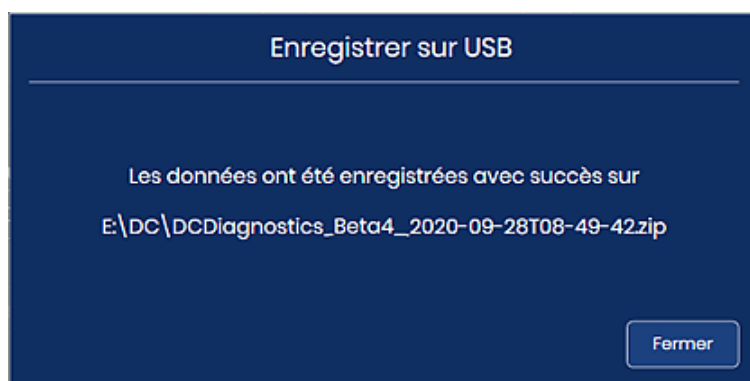 Enregistrer sur USB
Les données ont été enregistrées avec succès sur
E:\DC\DCDiagnostics_Beta4_2020-09-28T08-49-42.zip
Fermer